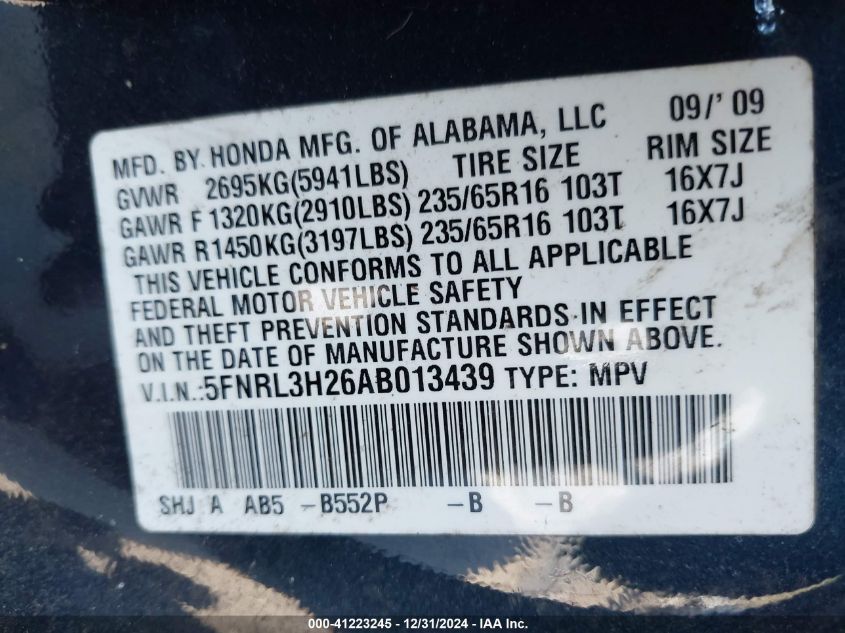 MFD. BY HONDA MFG. OF ALABAMA, LLC 09/'09
GVWR 2695KG(5941LBS) TIRE SIZE RIM SIZE
GAWR F 1320KG(2910LBS) 235/65R16 103T 16X7J
GAWR R1450KG(3197LBS) 235/65R16 103T 16X7J
THIS VEHICLE CONFORMS TO ALL APPLICABLE
FEDERAL MOTOR VEHICLE SAFETY
AND THEFT PREVENTION STANDARDS IN EFFECT
ON THE DATE OF MANUFACTURE SHOWN ABOVE.
V.I.N.:5FNRL3H26AB013439 TYPE: MPV
SHJ A AB5 -B552P -B -B
000-41223245 - 12/31/2024 - IAA Inc.